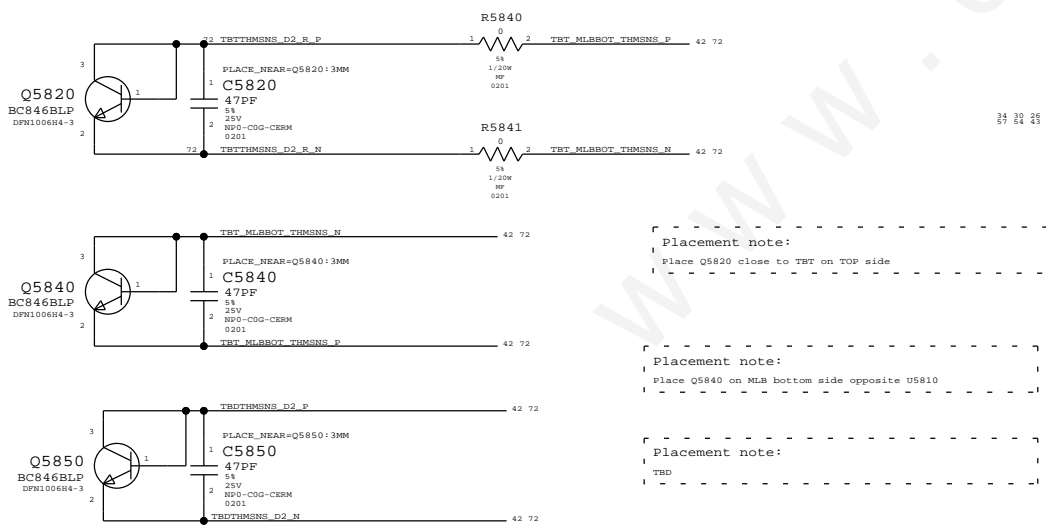 R5840
0
72 TBTTHMSNS_D2_R_P
1 2
TBT_MLBBOT_THMSNS_P 42 72
5%
1/20W
MF
0201
PLACE_NEAR=Q5820:3MM
3
1
C5820
47PF
5%
25V
NP0-C0G-CERM
0201
2
Q5820
BC846BLP
DFN1006H4-3
1
2
R5841
0
72 TBTTHMSNS_D2_R_N
1 2
TBT_MLBBOT_THMSNS_N 42 72
5%
1/20W
MF
0201
34 30 26
57 54 43
TBT_MLBBOT_THMSNS_N 42 72
PLACE_NEAR=Q5840:3MM
3
1
C5840
47PF
5%
25V
NP0-C0G-CERM
0201
2
Q5840
BC846BLP
DFN1006H4-3
1
2
TBT_MLBBOT_THMSNS_P 42 72
Placement note:
Place Q5820 close to TBT on TOP side
Placement note:
Place Q5840 on MLB bottom side opposite U5810
TBDTHMSNS_D2_P 42 72
PLACE_NEAR=Q5850:3MM
3
1
C5850
47PF
5%
25V
NP0-C0G-CERM
0201
2
Q5850
BC846BLP
DFN1006H4-3
1
2
TBDTHMSNS_D2_N 42 72
Placement note:
TBD
w w w .